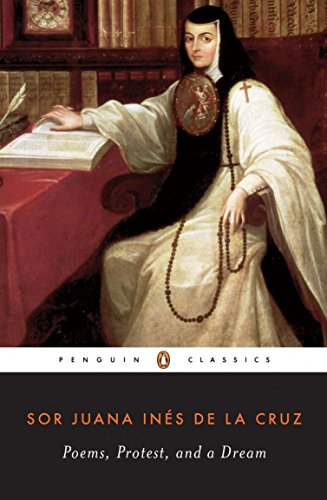 PENGUIN CLASSICS
SOR JUANA INÉS DE LA CRUZ
Poems, Protest, and a Dream